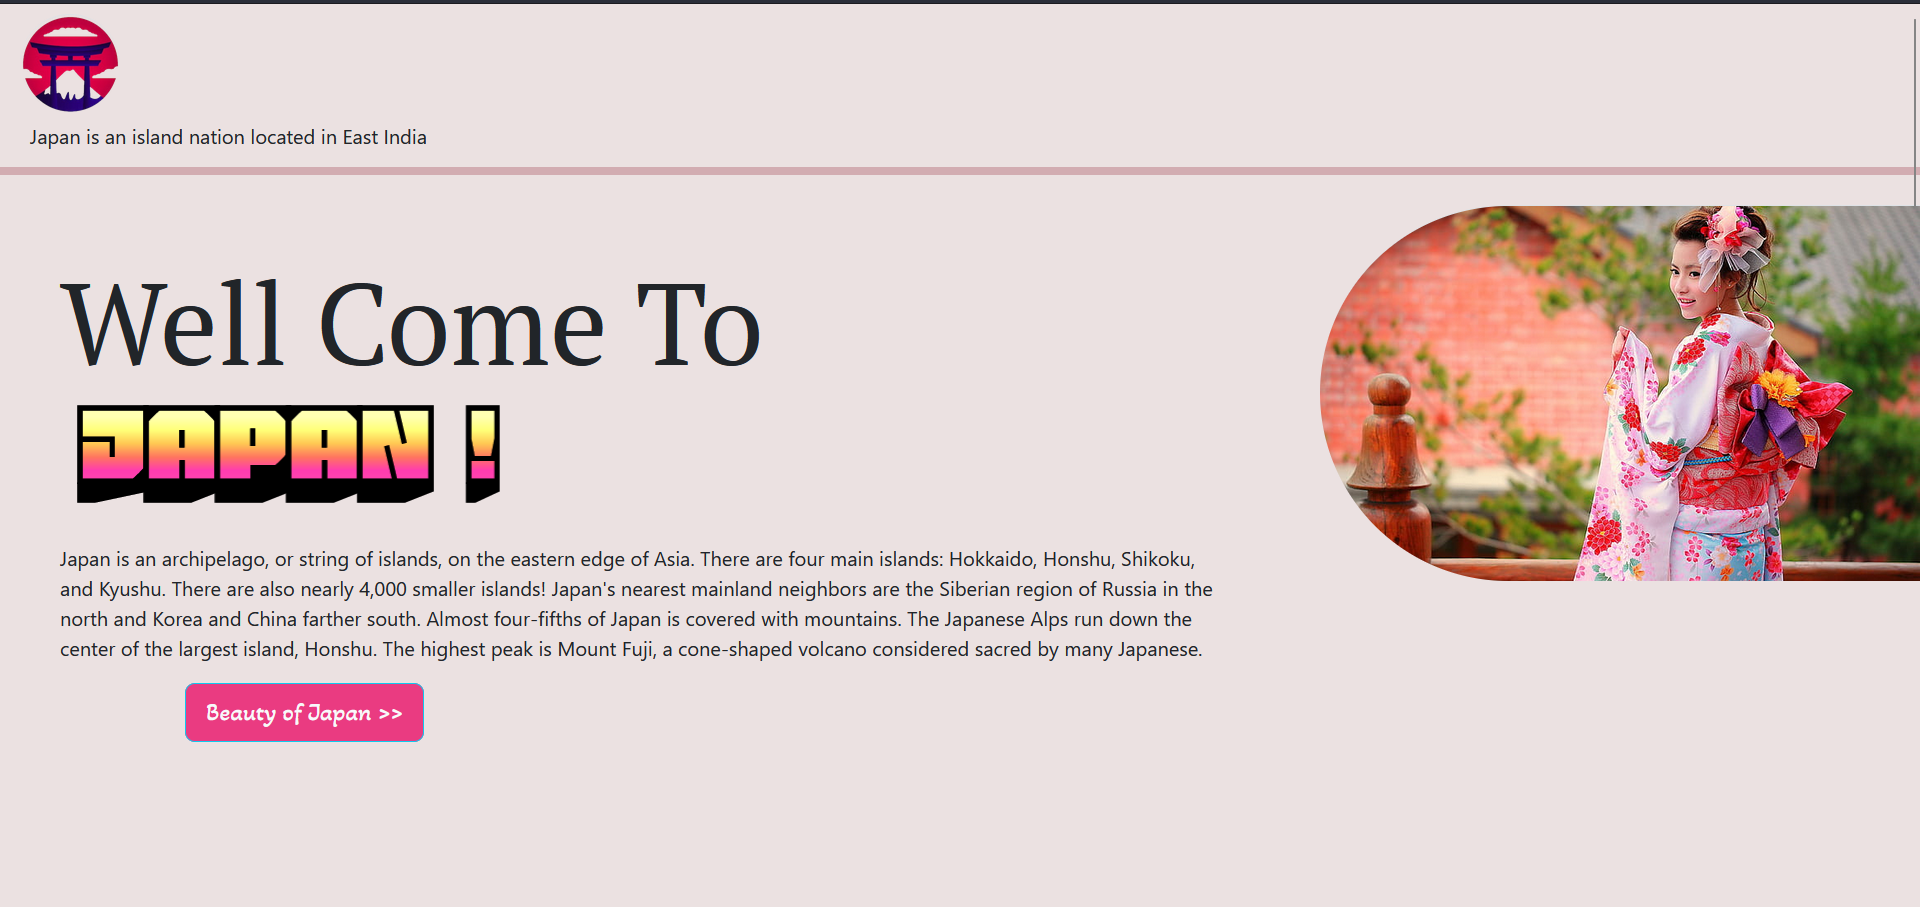 Japan is an island nation located in East India
Well Come To
JAPAN !
Japan is an archipelago, or string of islands, on the eastern edge of Asia. There are four main islands: Hokkaido, Honshu, Shikoku,
and Kyushu. There are also nearly 4,000 smaller islands! Japan's nearest mainland neighbors are the Siberian region of Russia in the
north and Korea and China farther south. Almost four-fifths of Japan is covered with mountains. The Japanese Alps run down the
center of the largest island, Honshu. The highest peak is Mount Fuji, a cone-shaped volcano considered sacred by many Japanese.
Beauty of Japan >>